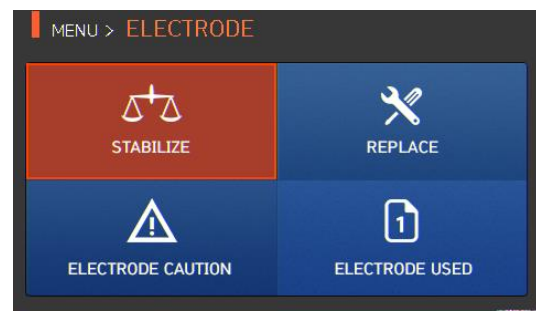 MENU > ELECTRODE
STABILIZE
REPLACE
ELECTRODE CAUTION
1
ELECTRODE USED